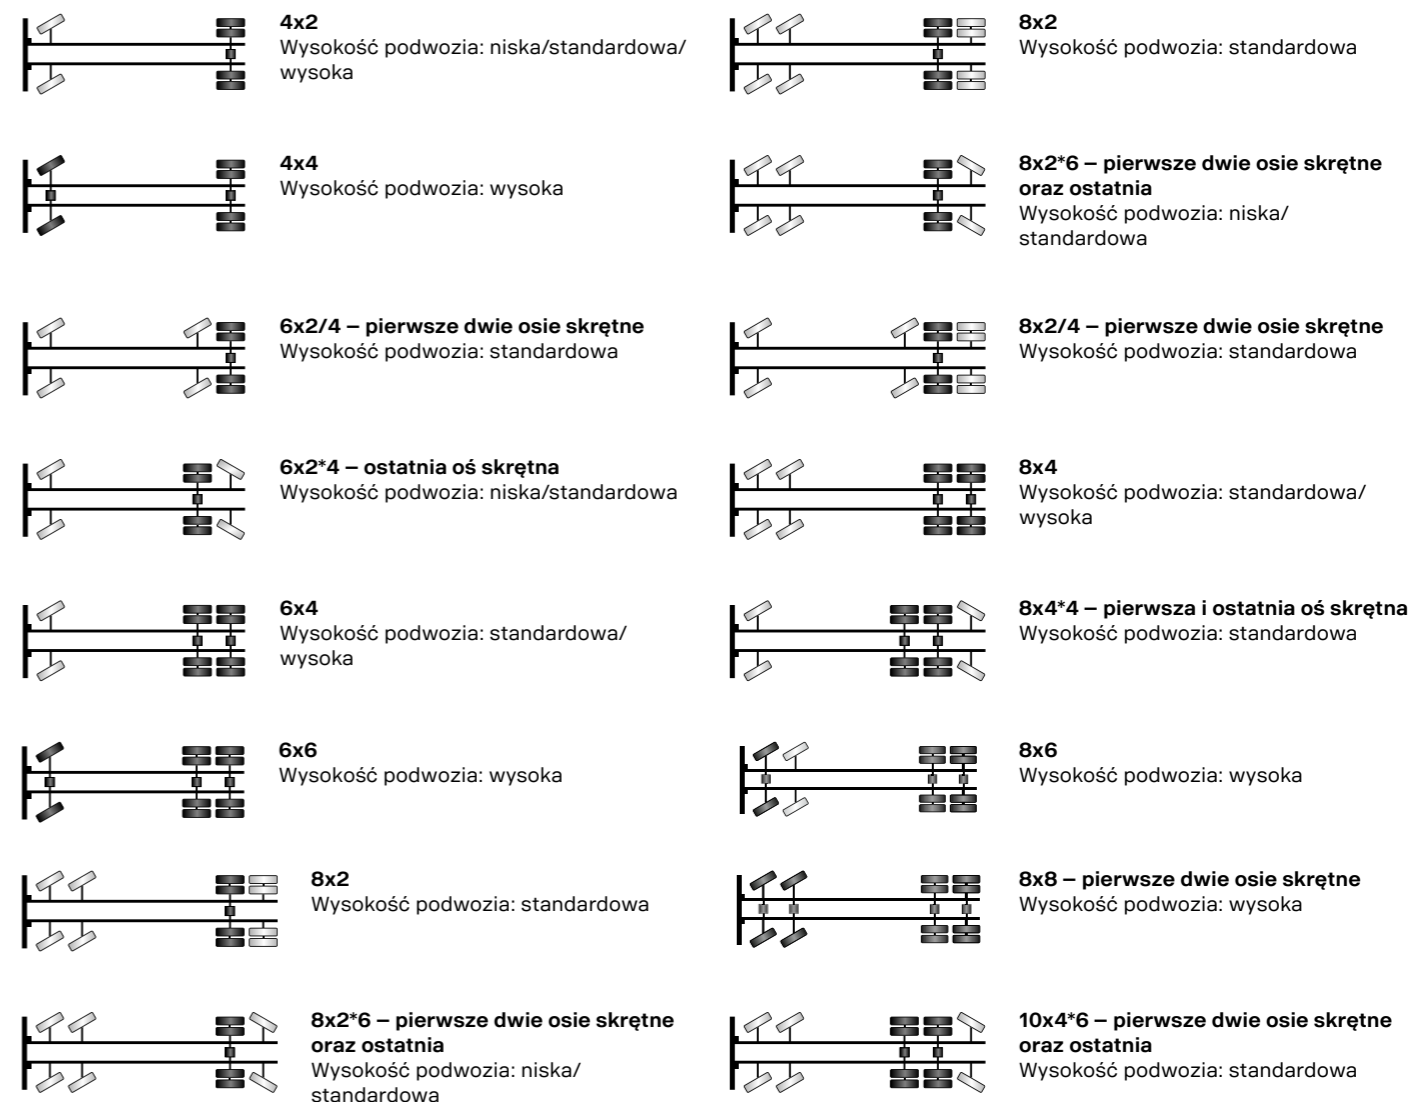 4x2
Wysokość podwozia: niska/standardowa/
wysoka
4x4
Wysokość podwozia: wysoka
6x2/4 – pierwsze dwie osie skrętne
Wysokość podwozia: standardowa
6x2*4 – ostatnia oś skrętna
Wysokość podwozia: niska/standardowa
6x4
Wysokość podwozia: standardowa/
wysoka
6x6
Wysokość podwozia: wysoka
8x2
Wysokość podwozia: standardowa
8x2*6 – pierwsze dwie osie skrętne
oraz ostatnia
Wysokość podwozia: niska/
standardowa
8x2
Wysokość podwozia: standardowa
8x2*6 – pierwsze dwie osie skrętne
oraz ostatnia
Wysokość podwozia: niska/
standardowa
8x2/4 – pierwsze dwie osie skrętne
Wysokość podwozia: standardowa
8x4
Wysokość podwozia: standardowa/
wysoka
8x4*4 – pierwsza i ostatnia oś skrętna
Wysokość podwozia: standardowa
8x6
Wysokość podwozia: wysoka
8x8 – pierwsze dwie osie skrętne
Wysokość podwozia: wysoka
10x4*6 – pierwsze dwie osie skrętne
oraz ostatnia
Wysokość podwozia: standardowa